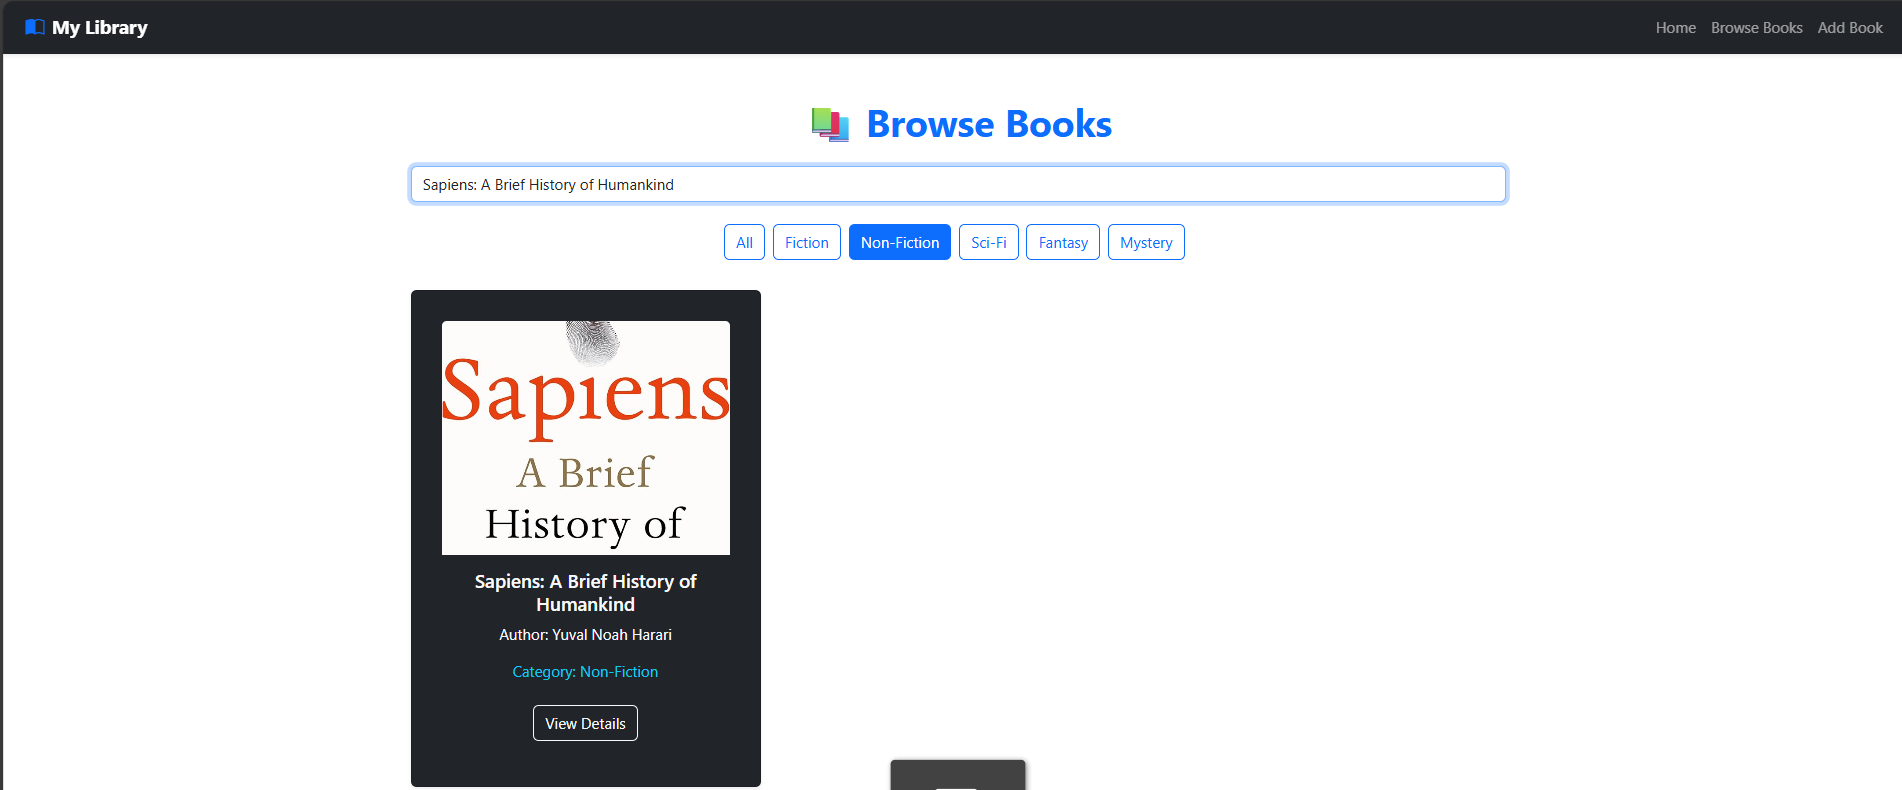 My Library
Home Browse Books Add Book
Browse Books
Sapiens: A Brief History of Humankind
All Fiction Non-Fiction Sci-Fi Fantasy Mystery
Sapiens
A Brief
History of
Sapiens: A Brief History of
Humankind
Author: Yuval Noah Harari
Category: Non-Fiction
View Details